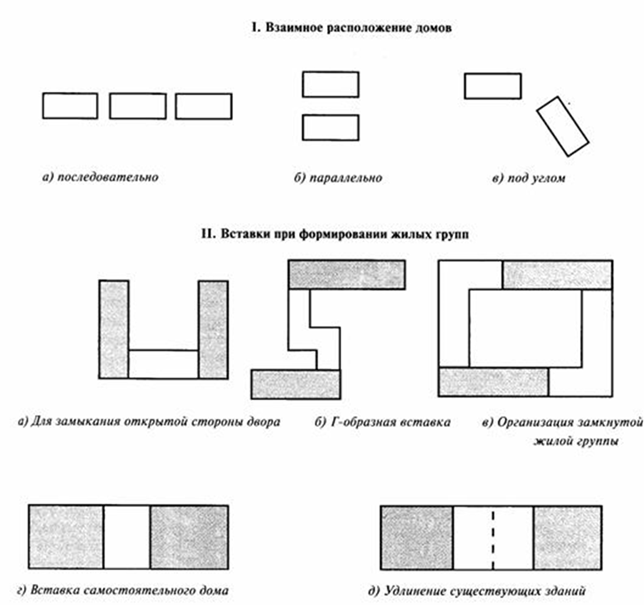 I. Взаимное расположение домов
а) последовательно
б) параллельно
в) под углом
II. Вставки при формировании жилых групп
а) Для замыкания открытой стороны двора
б) Г-образная вставка
в) Организация замкнутой
жилой группы
г) Вставка самостоятельного дома
д) Удлинение существующих зданий